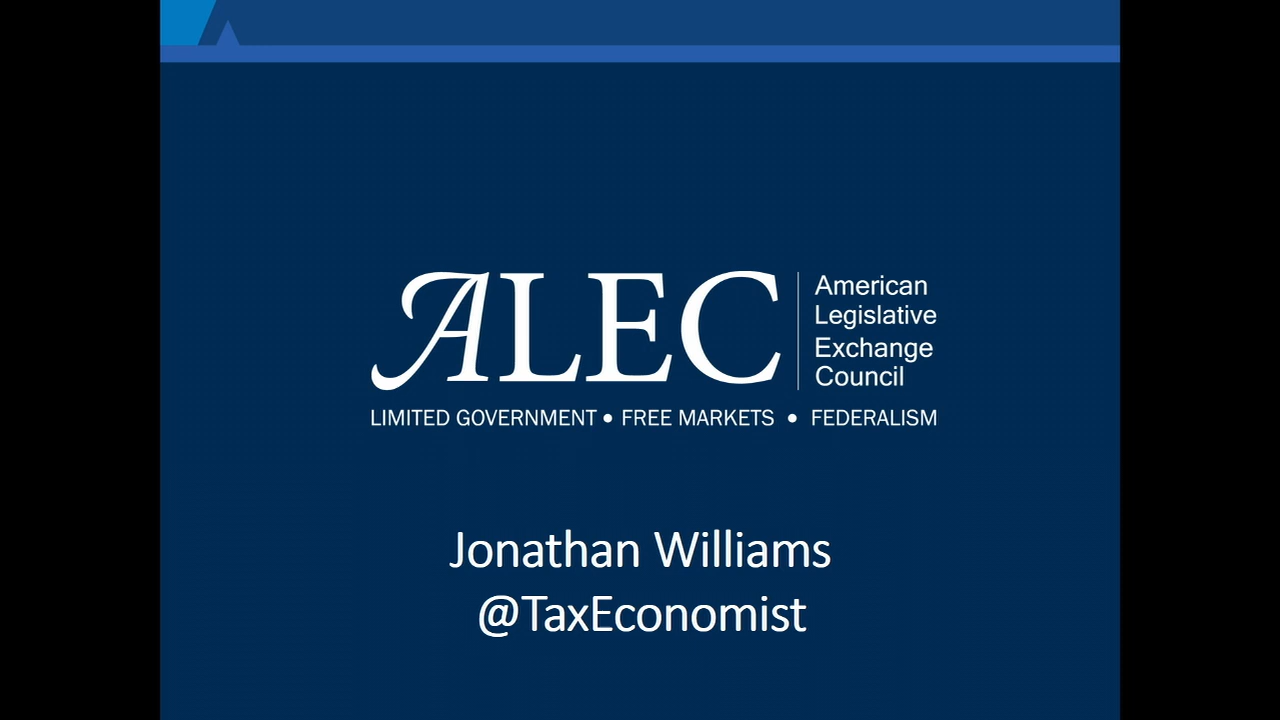 ALEC
American
Legislative
Exchange
Council
LIMITED GOVERNMENT • FREE MARKETS • FEDERALISM
Jonathan Williams
@TaxEconomist